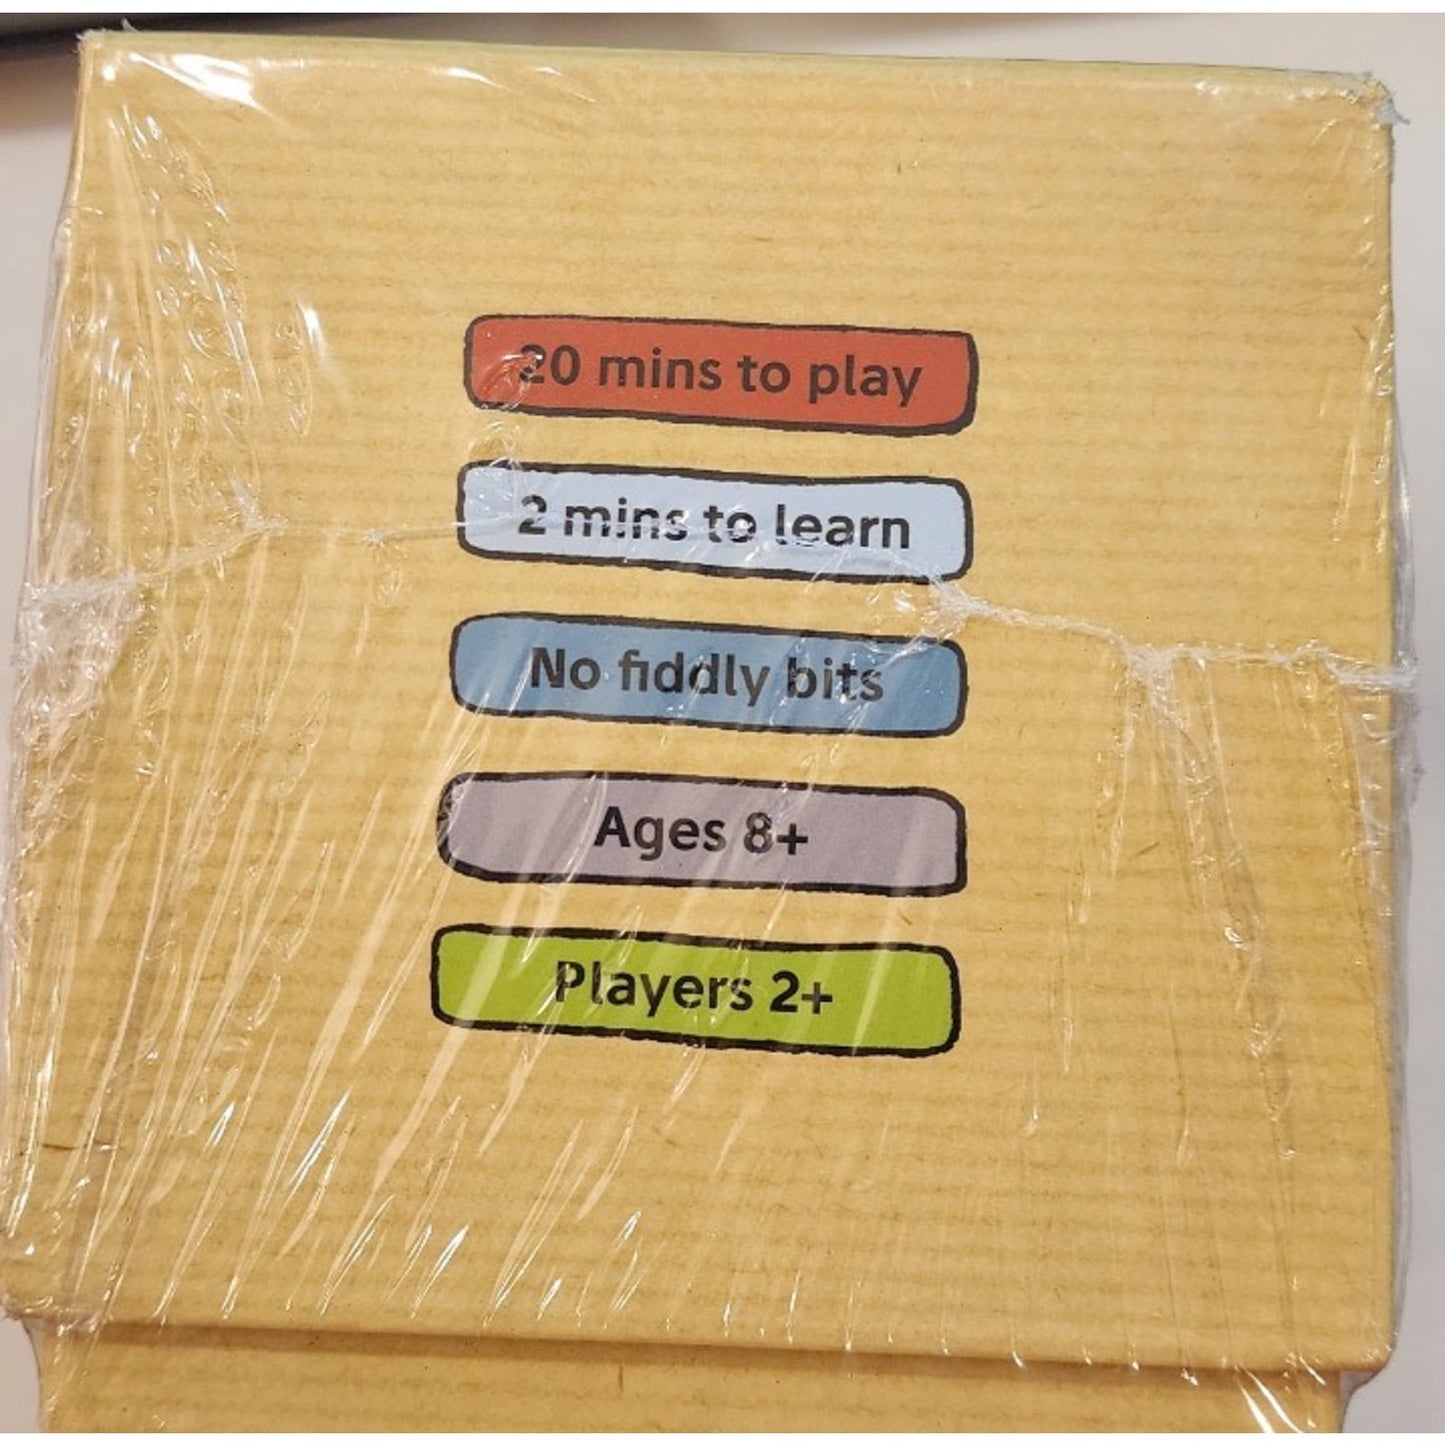 20 mins to play
2 mins to learn
No fiddly bits
Ages 8+
Players 2+